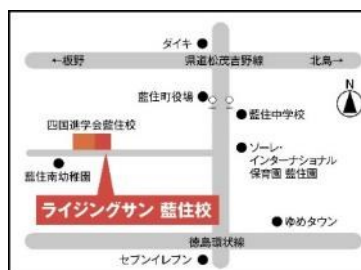 ダイキ
←板野
県道松茂吉野線
北島→
N
藍住町役場
藍住中学校
四国進学会藍住校
ソーレ・
インターナショナル
保育園 藍住園
藍住南幼稚園
ライジングサン 藍住校
ゆめタウン
徳島環状線
セブンイレブン